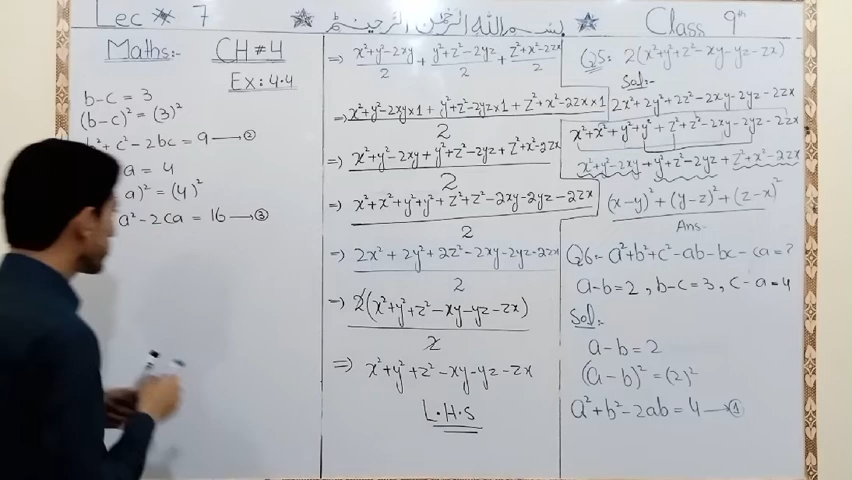 Lec # 7
بسم الله الرحمن الرحيم
Class 9th
Maths:-
CH # 4
Ex: 4.4
b-c = 3
(b-c)² = (3)²
b²+c²-2bc = 9 → ②
a = 4
a)² = (4)²
a²-2ca = 16 → ③
⇒ x²+y²-2xy/2 + y²+z²-2yz/2 + z²+x²-2zx/2
⇒ x²+y²-2xy×1 + y²+z²-2yz×1 + z²+x²-2zx×1
2
⇒ x²+y²-2xy+y²+z²-2yz+z²+x²-2zx
2
⇒ x²+x²+y²+y²+z²+z²-2xy-2yz-2zx
2
⇒ 2x²+2y²+2z²-2xy-2yz-2zx
2
⇒ 2(x²+y²+z²-xy-yz-zx)
2
⇒ x²+y²+z²-xy-yz-zx
L.H.S
Q5: 2(x²+y²+z²-xy-yz-zx)
Sol:-
2x²+2y²+2z²-2xy-2yz-2zx
x²+x²+y²+y²+z²+z²-2xy-2yz-2zx
x²+y²-2xy+y²+z²-2yz+z²+x²-2zx
(x-y)²+(y-z)²+(z-x)²
Ans-
Q6:- a²+b²+c²-ab-bc-ca=?
a-b=2, b-c=3, c-a=4
Sol:-
a-b=2
(a-b)²=(2)²
a²+b²-2ab=4 → ①